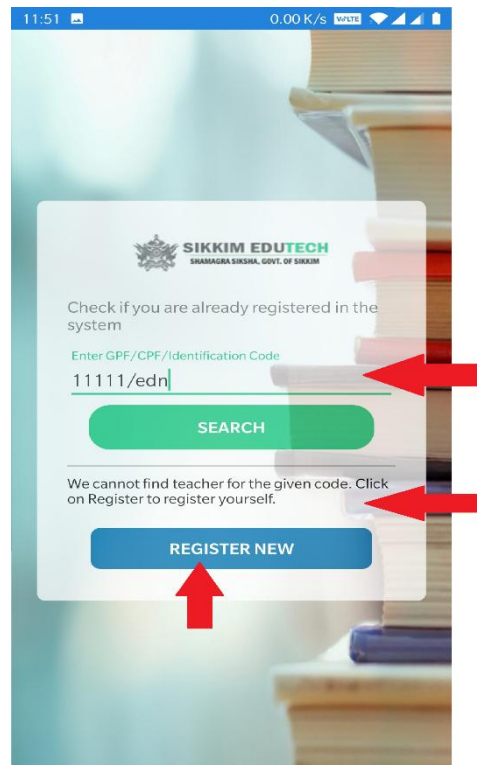 11:51 0.00 K/s VoLTE
SIKKIM EDUTECH
SHAMAGRA SIKSHA, GOVT. OF SIKKIM
Check if you are already registered in the
system
Enter GPF/CPF/Identification Code
11111/edn
SEARCH
We cannot find teacher for the given code. Click
on Register to register yourself.
REGISTER NEW